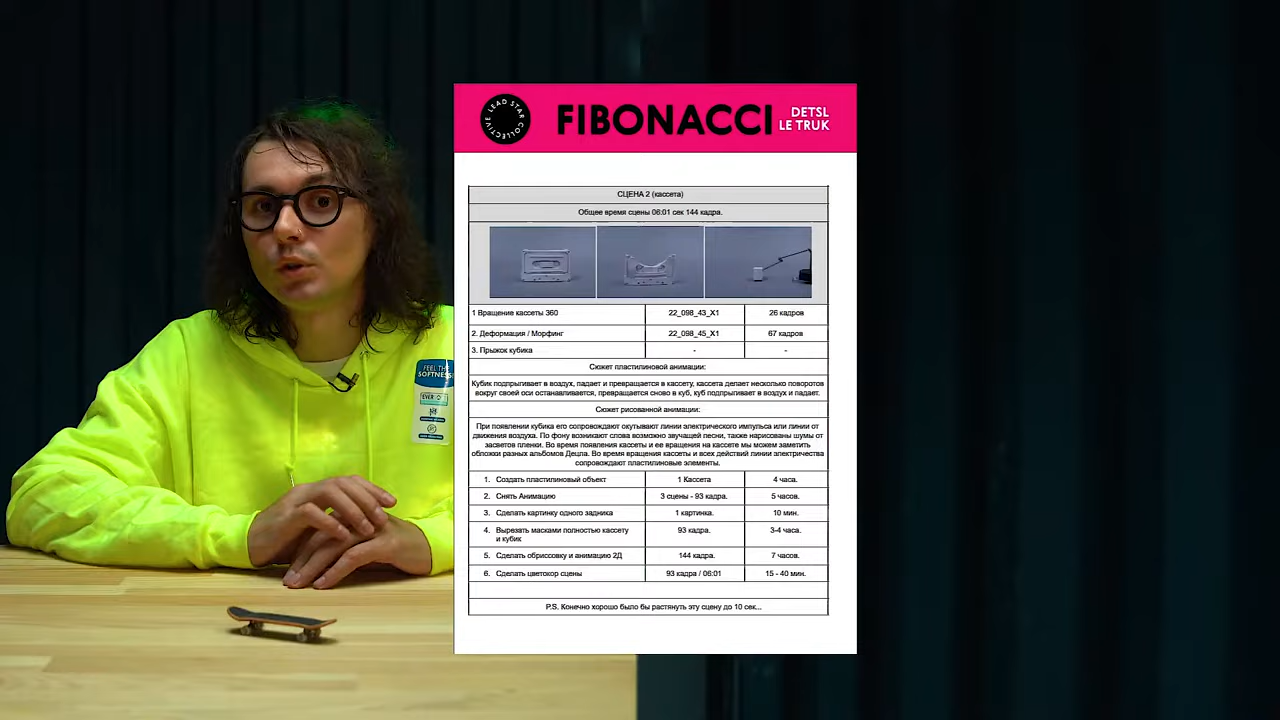 LEAD STAR COLLECTIVE
FIBONACCI
DETSL
LE TRUK
СЦЕНА 2 (кассета)
Общее время сцены 06:01 сек 144 кадра.
1 Вращение кассеты 360 22_098_43_X1 26 кадров
2. Деформация / Морфинг 22_098_45_X1 67 кадров
3. Прыжок кубика - -
Сюжет пластилиновой анимации:
Кубик подпрыгивает в воздух, падает и превращается в кассету, кассета делает несколько поворотов
вокруг своей оси останавливается, превращается сново в куб, куб подпрыгивает в воздух и падает.
Сюжет рисованной анимации:
При появлении кубика его сопровождают окутывают линии электрического импульса или линии от
движения воздуха. По фону возникают слова возможно звучащей песни, также нарисованы шумы от
засветов пленки. Во время появления кассеты и ее вращения на кассете мы можем заметить
обложки разных альбомов Децла. Во время вращения кассеты и всех действий линии электричества
сопровождают пластилиновые элементы.
1. Создать пластилиновый объект 1 Кассета 4 часа.
2. Снять Анимацию 3 сцены - 93 кадра. 5 часов.
3. Сделать картинку одного задника 1 картинка. 10 мин.
4. Вырезать масками полностью кассету 93 кадра. 3-4 часа.
и кубик
5. Сделать обриссовку и анимацию 2Д 144 кадра. 7 часов.
6. Сделать цветокор сцены 93 кадра / 06:01 15 - 40 мин.
P.S. Конечно хорошо было бы растянуть эту сцену до 10 сек...
FEEL THE
SOFTNESS